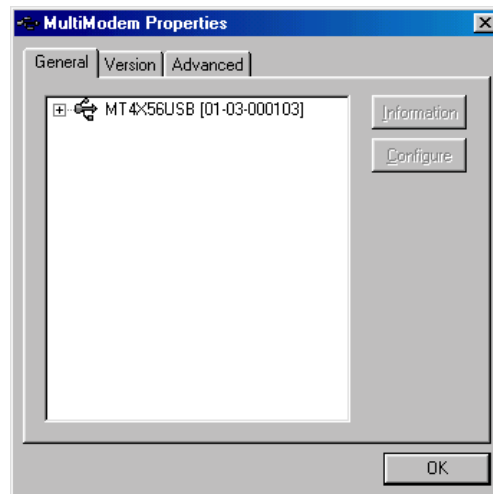 MultiModem Properties
General
Version
Advanced
MT4X56USB [01-03-000103]
Information
Configure
OK